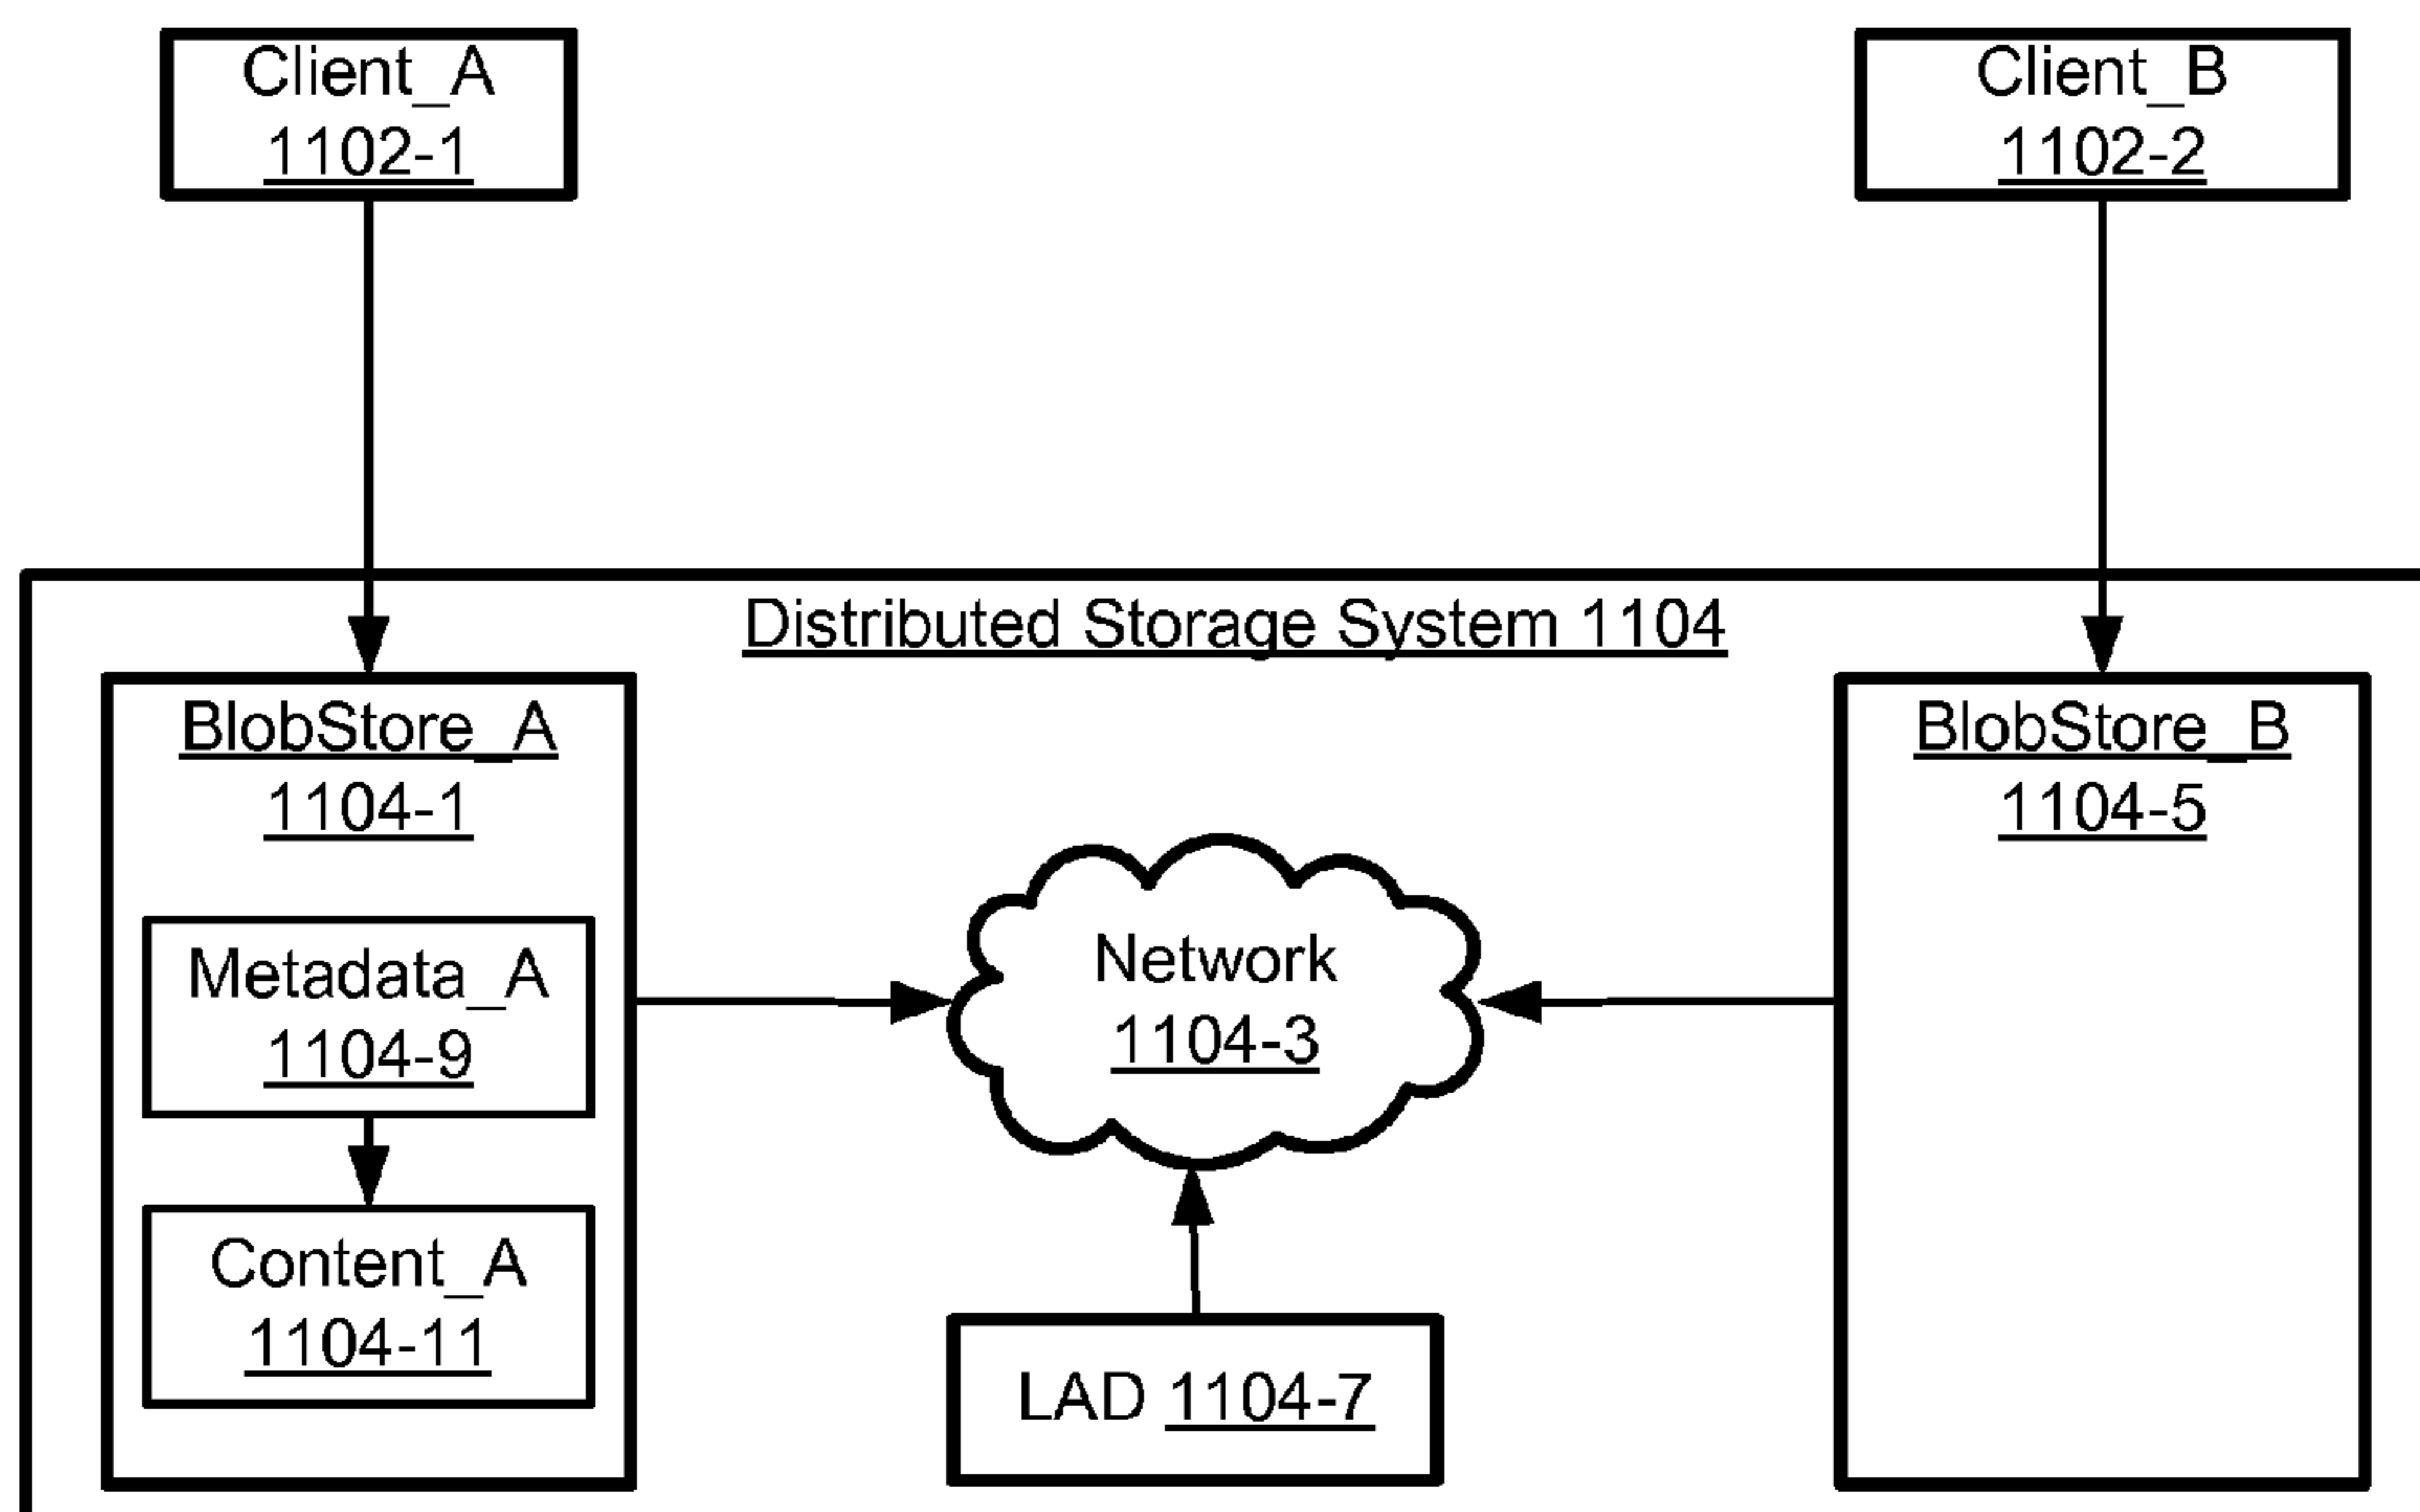 Client_A
1102-1
Client_B
1102-2
Distributed Storage System 1104
BlobStore_A
1104-1
BlobStore_B
1104-5
Metadata_A
1104-9
Network
1104-3
Content_A
1104-11
LAD 1104-7